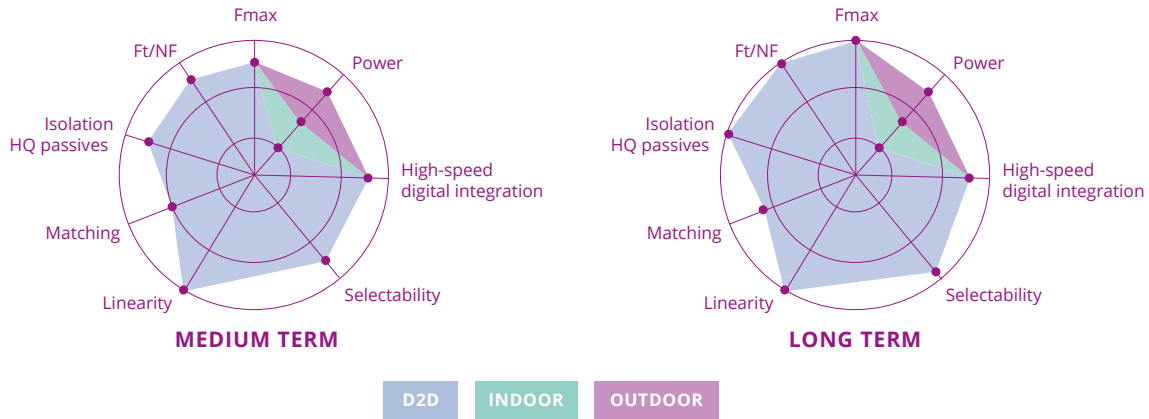 Fmax
Ft/NF
Power
Isolation
HQ passives
High-speed
digital integration
Matching
Linearity
Selectability
MEDIUM TERM
Fmax
Ft/NF
Power
Isolation
HQ passives
High-speed
digital integration
Matching
Linearity
Selectability
LONG TERM
D2D
INDOOR
OUTDOOR